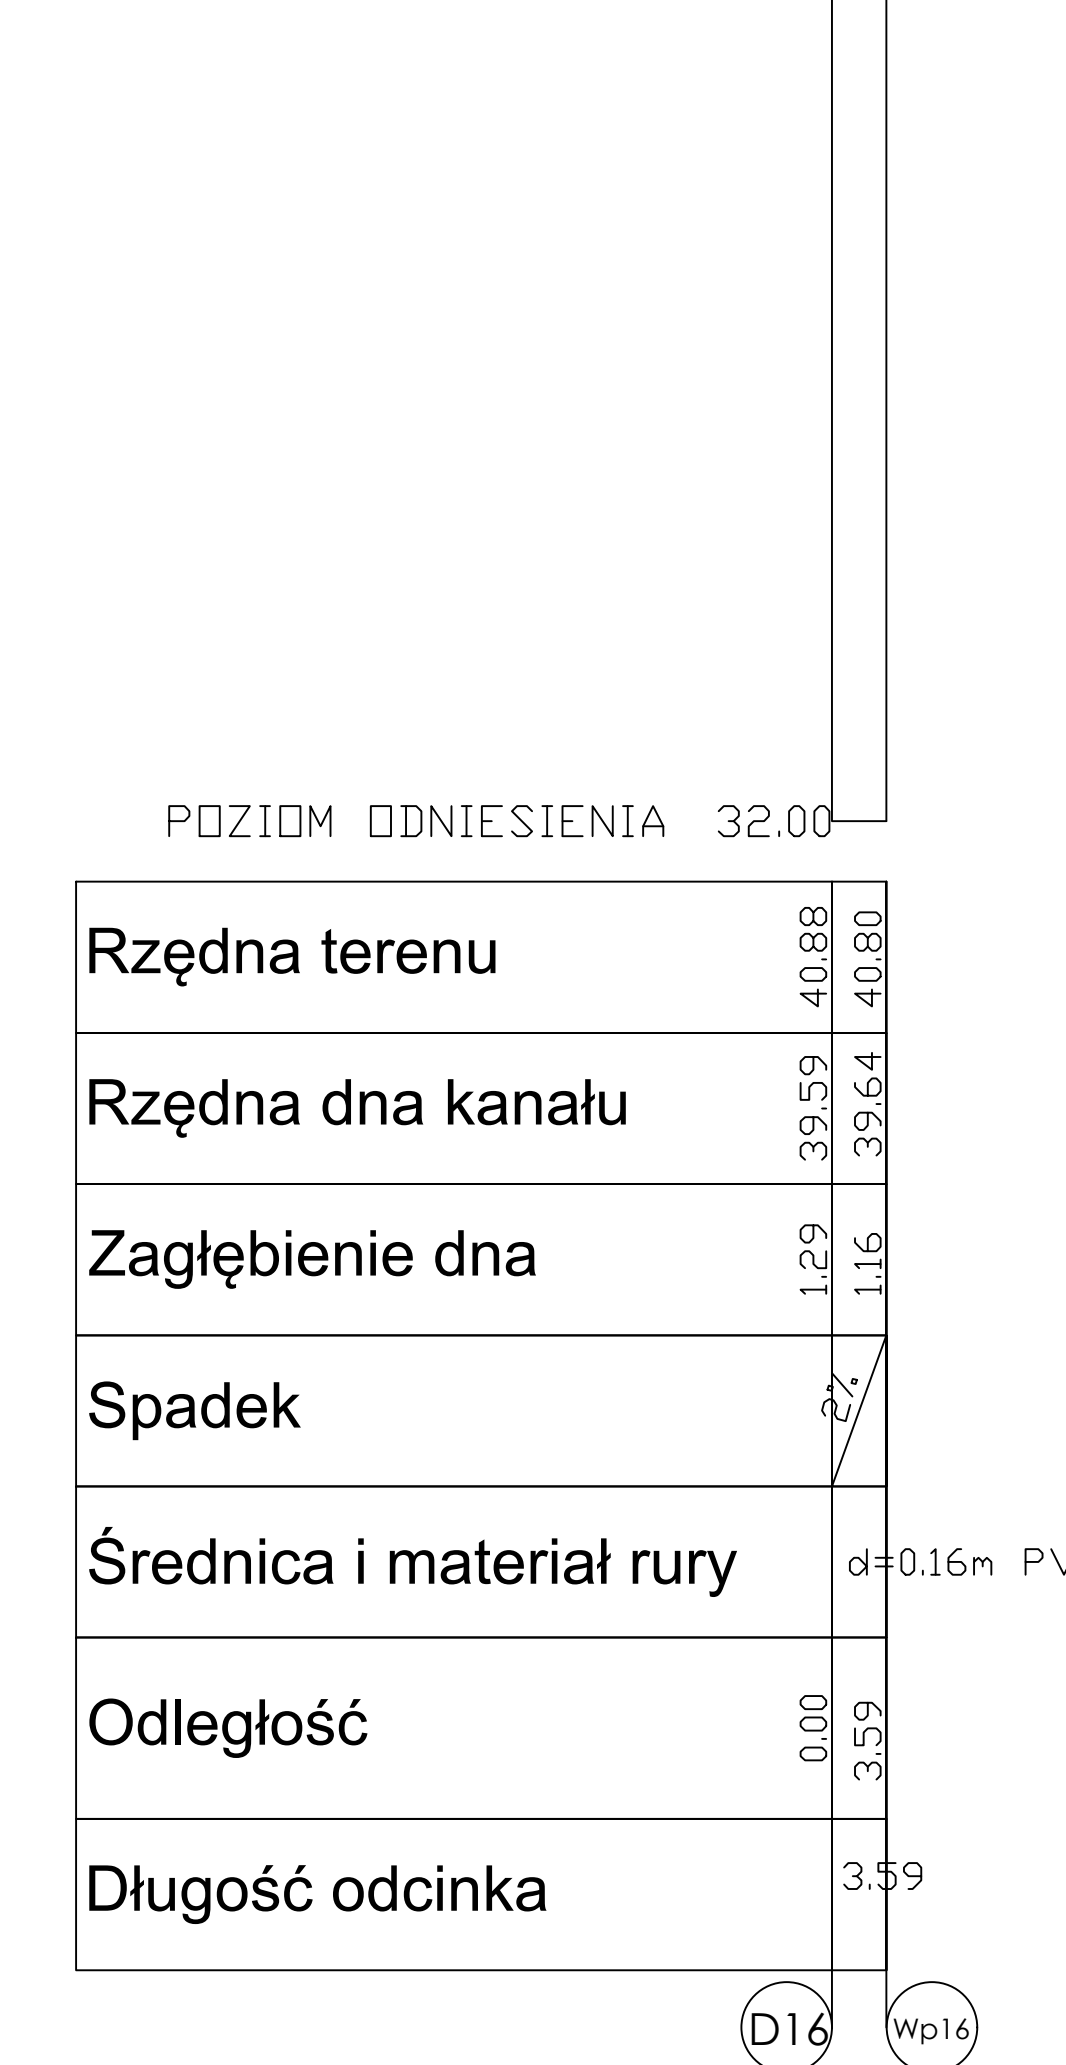 POZIOM ODNIESIENIA 32.00
Rzędna terenu 40.88 40.80
Rzędna dna kanału 39.59 39.64
Zagłębienie dna 1.29 1.16
Spadek 2%
Średnica i materiał rury d=0.16m
Odległość 0.00 3.59
Długość odcinka 3.59
D16 Wp16